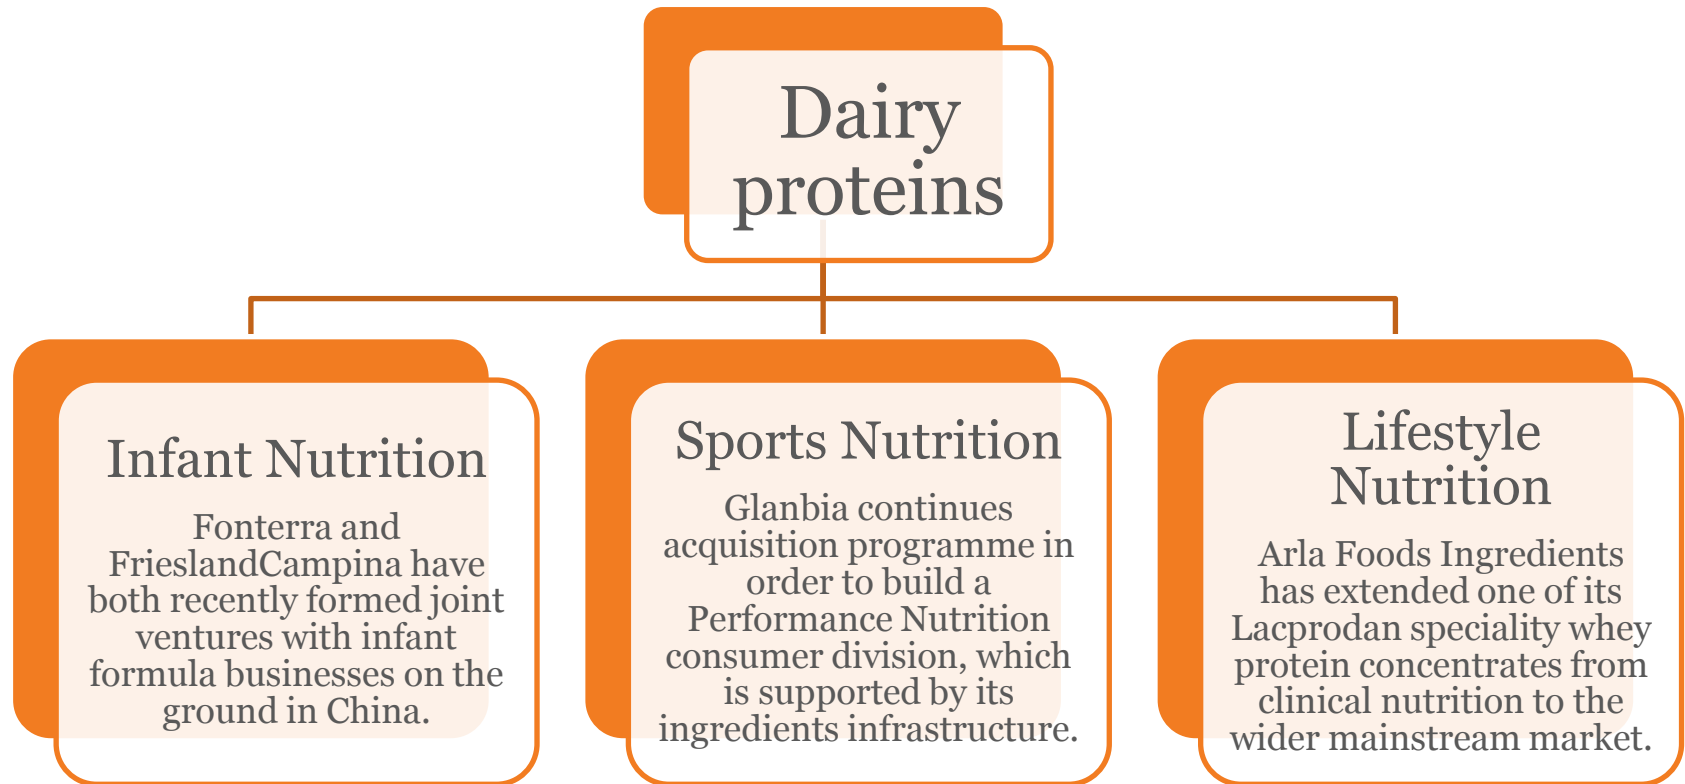 Dairy
proteins
Infant Nutrition
Fonterra and
FrieslandCampina have
both recently formed joint
ventures with infant
formula businesses on the
ground in China.
Sports Nutrition
Glanbia continues
acquisition programme in
order to build a
Performance Nutrition
consumer division, which
is supported by its
ingredients infrastructure.
Lifestyle
Nutrition
Arla Foods Ingredients
has extended one of its
Lacprodan speciality whey
protein concentrates from
clinical nutrition to the
wider mainstream market.